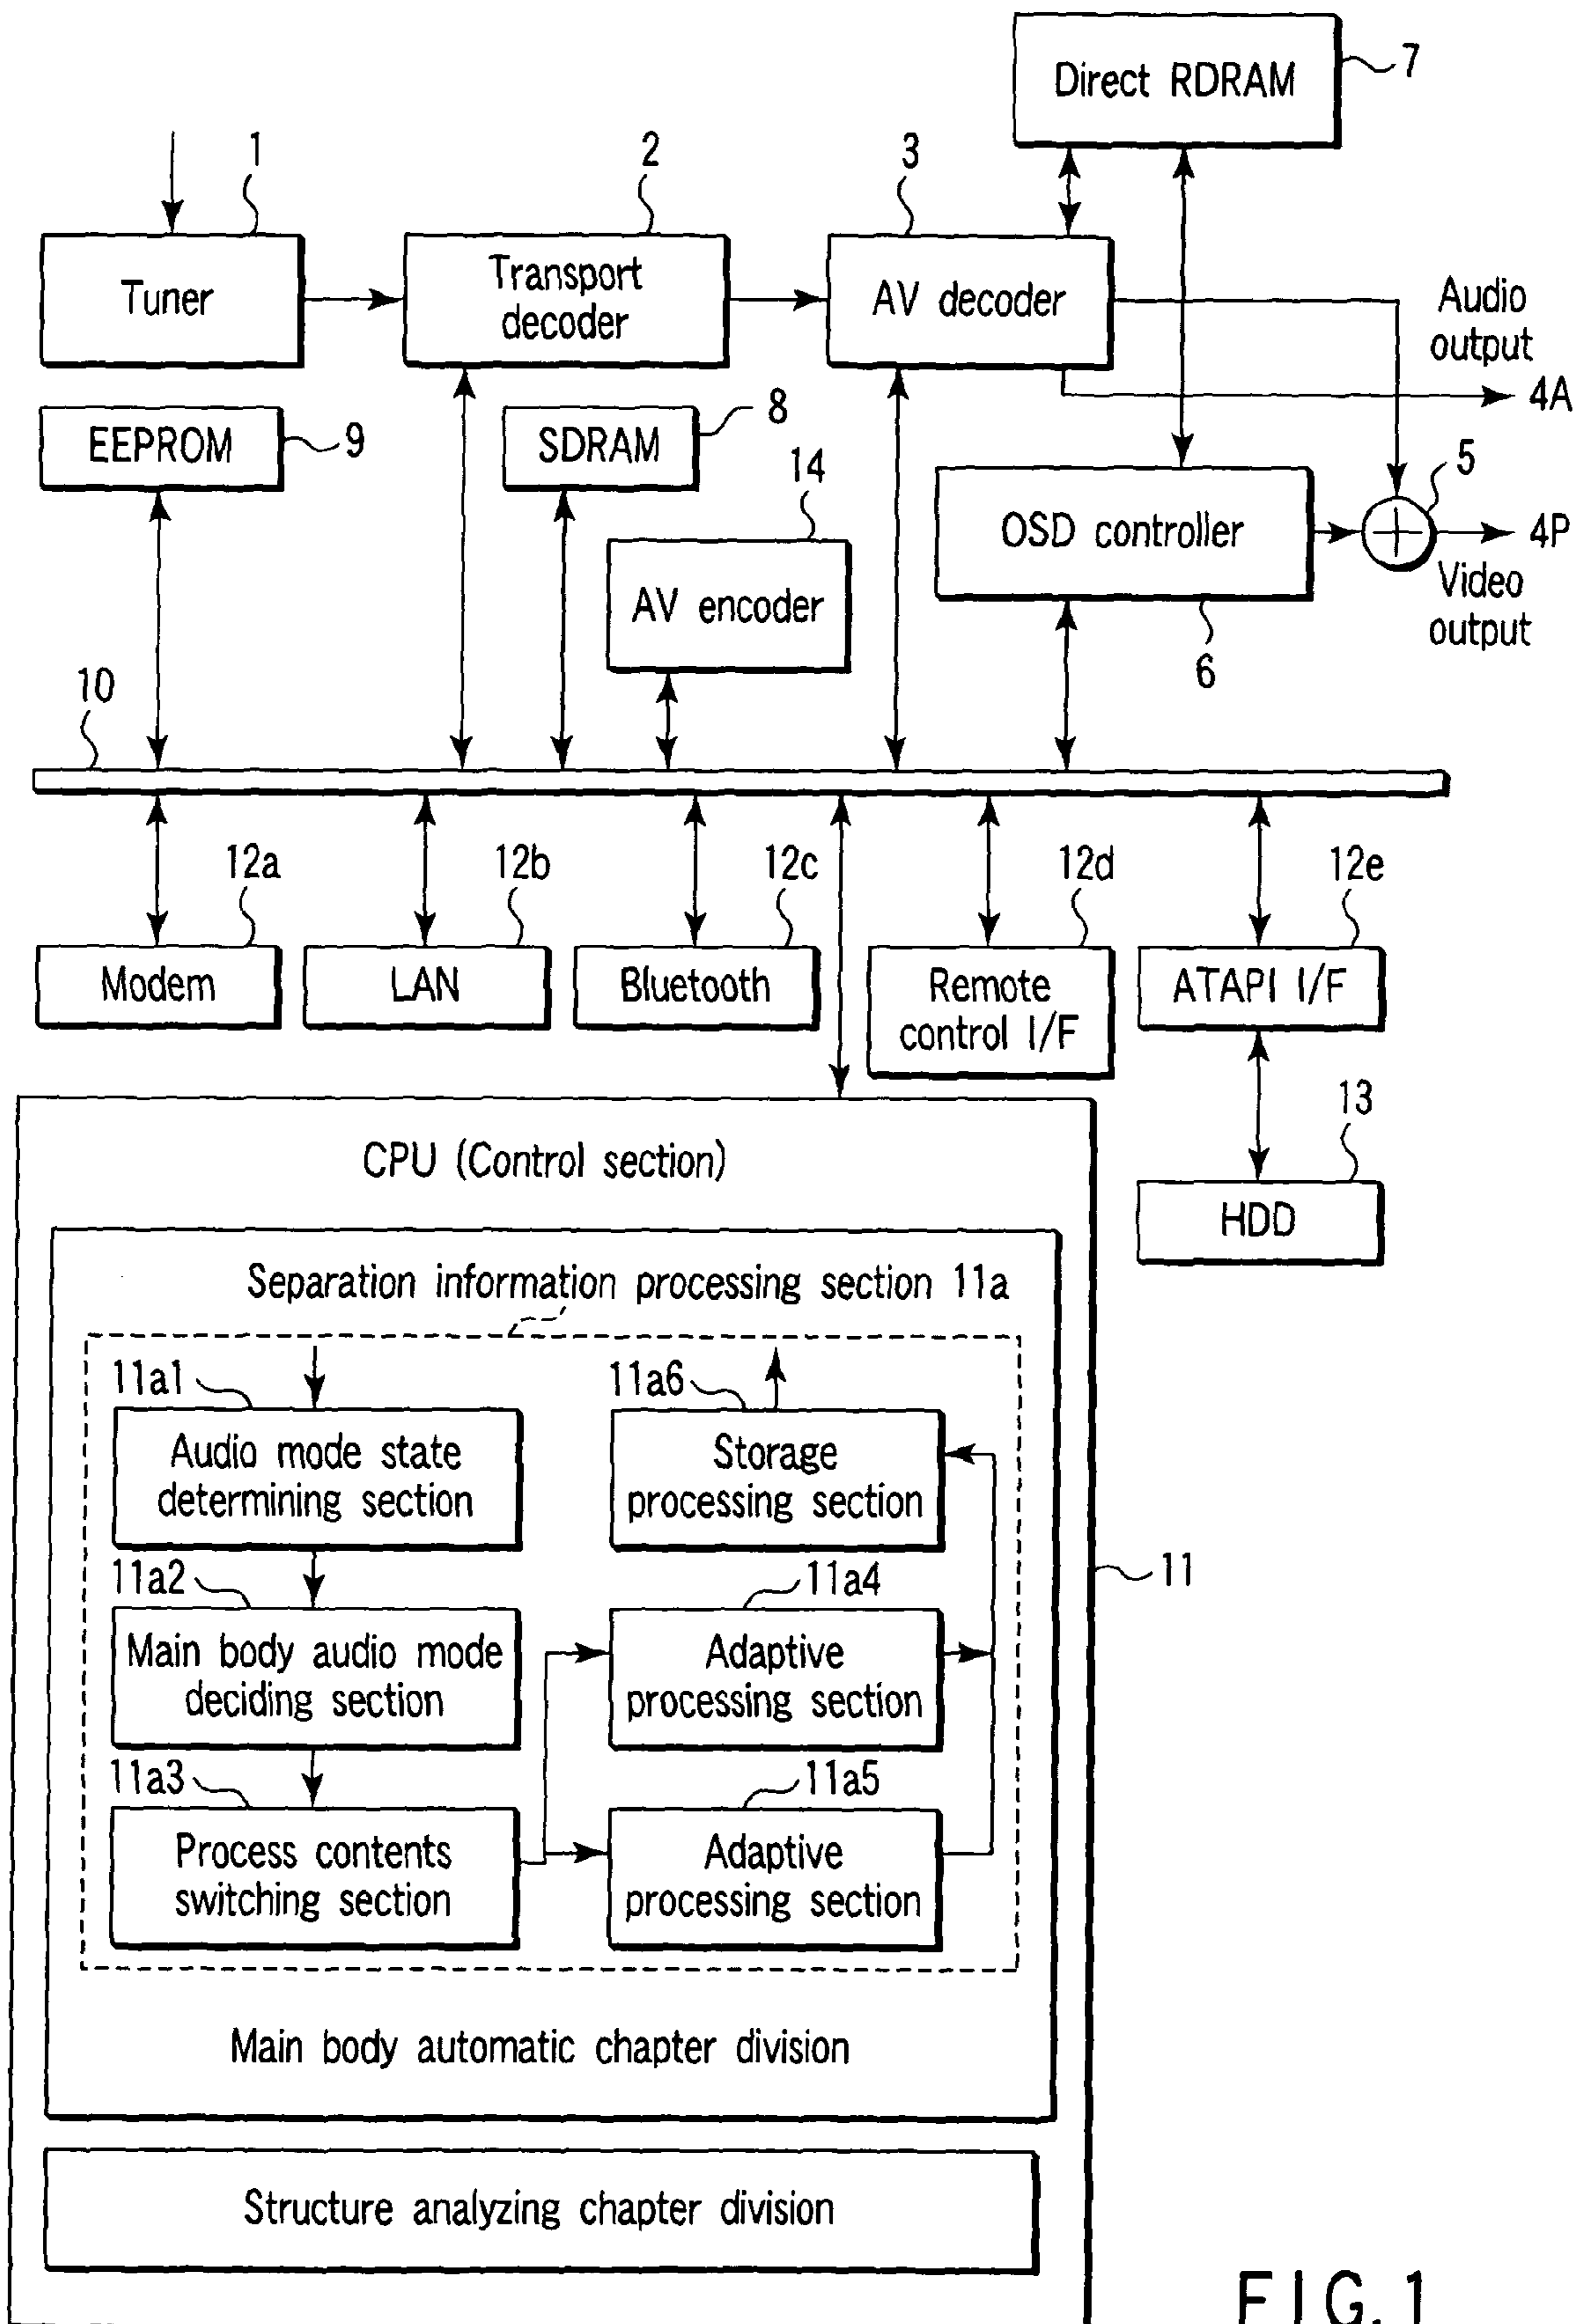 Direct RDRAM
7
1
2
3
Tuner
Transport
decoder
AV decoder
Audio
output
4A
EEPROM
9
SDRAM
8
14
5
OSD controller
4P
AV encoder
Video
output
6
10
12a
12b
12c
12d
12e
Modem
LAN
Bluetooth
Remote
control I/F
ATAPI I/F
13
HDD
CPU (Control section)
Separation information processing section 11a
11a1
11a6
Audio mode state
determining section
Storage
processing section
11
11a2
11a4
Main body audio mode
deciding section
Adaptive
processing section
11a3
11a5
Process contents
switching section
Adaptive
processing section
Main body automatic chapter division
Structure analyzing chapter division
FIG. 1